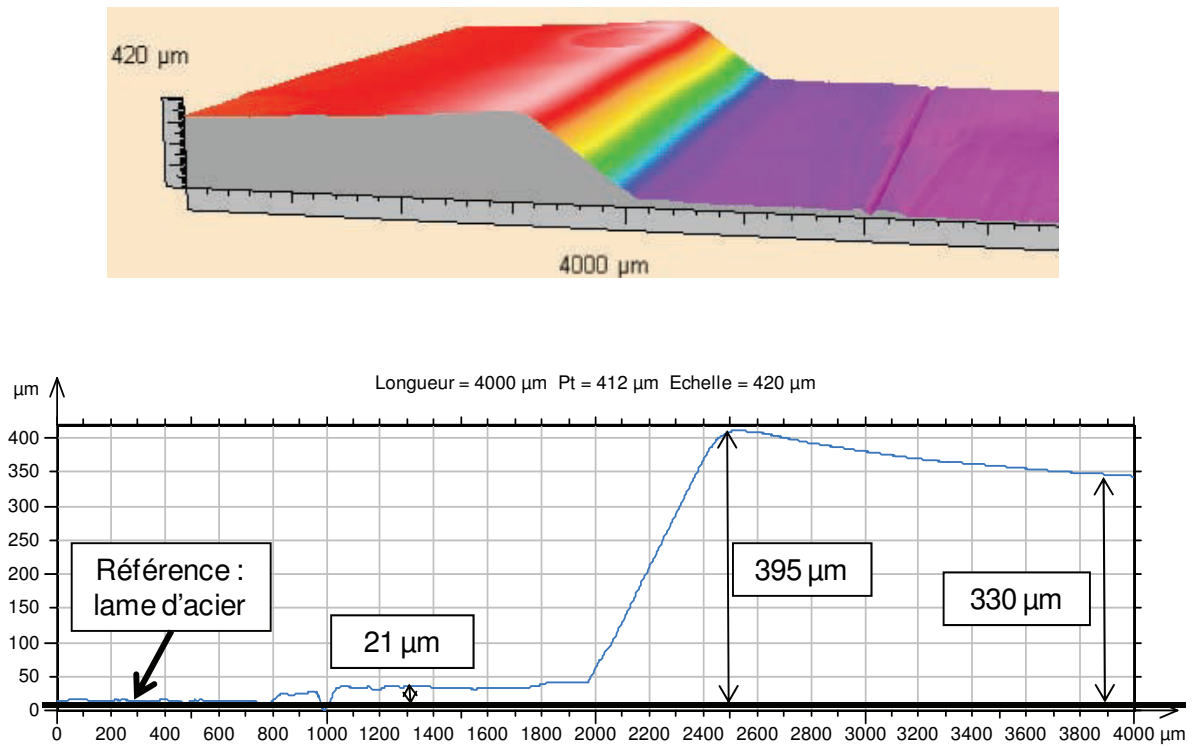 420 µm
4000 µm
Longueur = 4000 µm Pt = 412 µm Echelle = 420 µm
µm
400
350
300
250
200
150
100
50
0
Référence :
lame d'acier
21 µm
395 µm
330 µm
0 200 400 600 800 1000 1200 1400 1600 1800 2000 2200 2400 2600 2800 3000 3200 3400 3600 3800 4000 µm